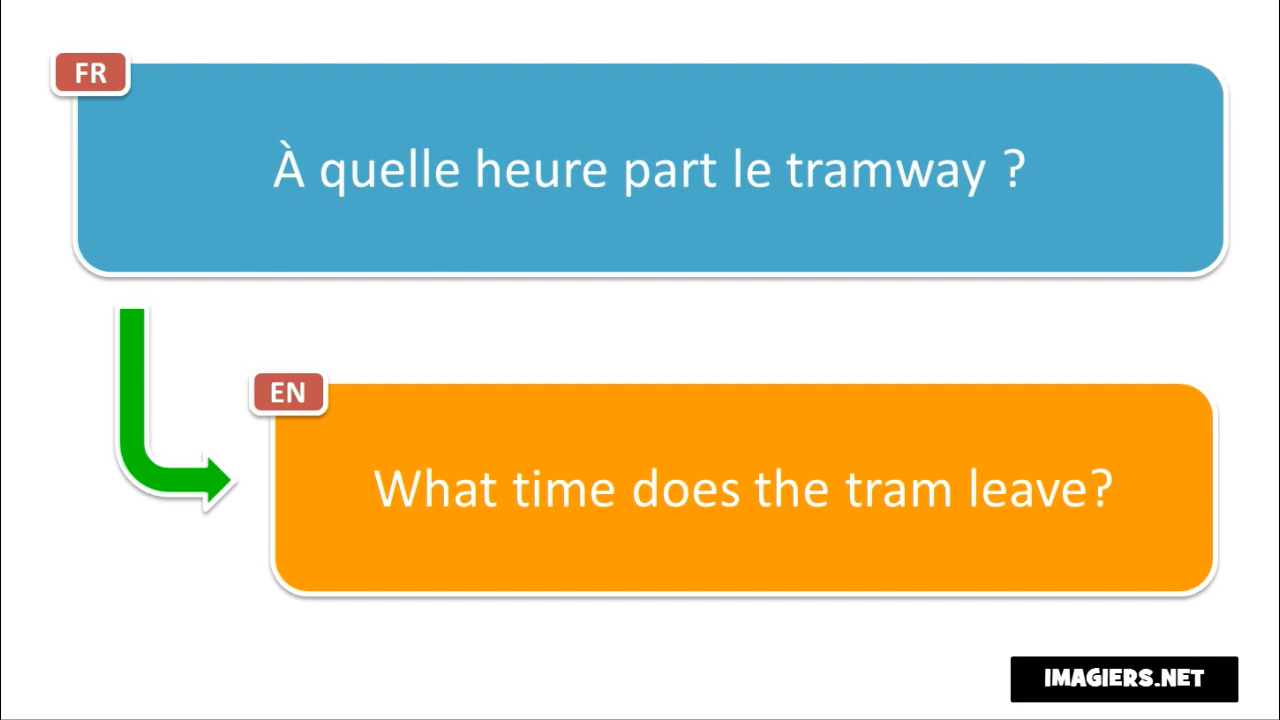 FR
À quelle heure part le tramway ?
EN
What time does the tram leave?
IMAGIERS.NET